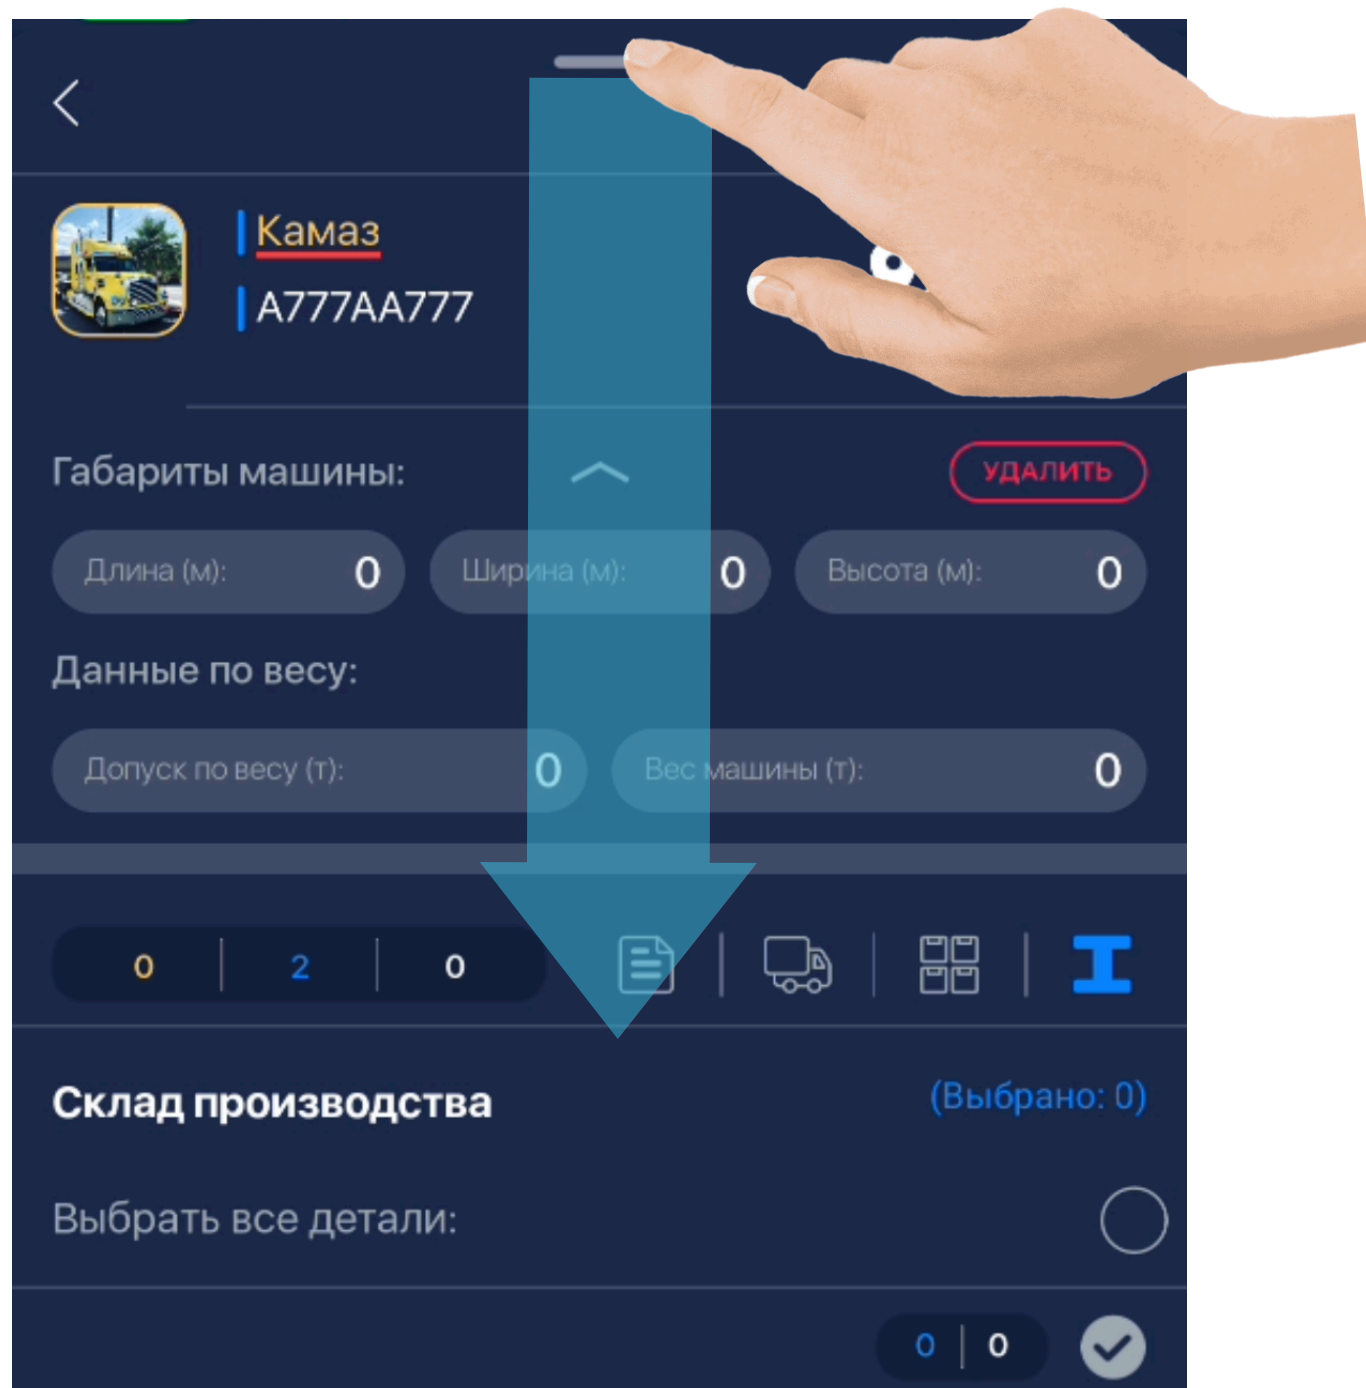 Камаз
А777АА777
Габариты машины:
УДАЛИТЬ
Длина (м): 0
Ширина (м): 0
Высота (м): 0
Данные по весу:
Допуск по весу (т): 0
Вес машины (т): 0
0 2 0
Склад производства
(Выбрано: 0)
Выбрать все детали:
0 0